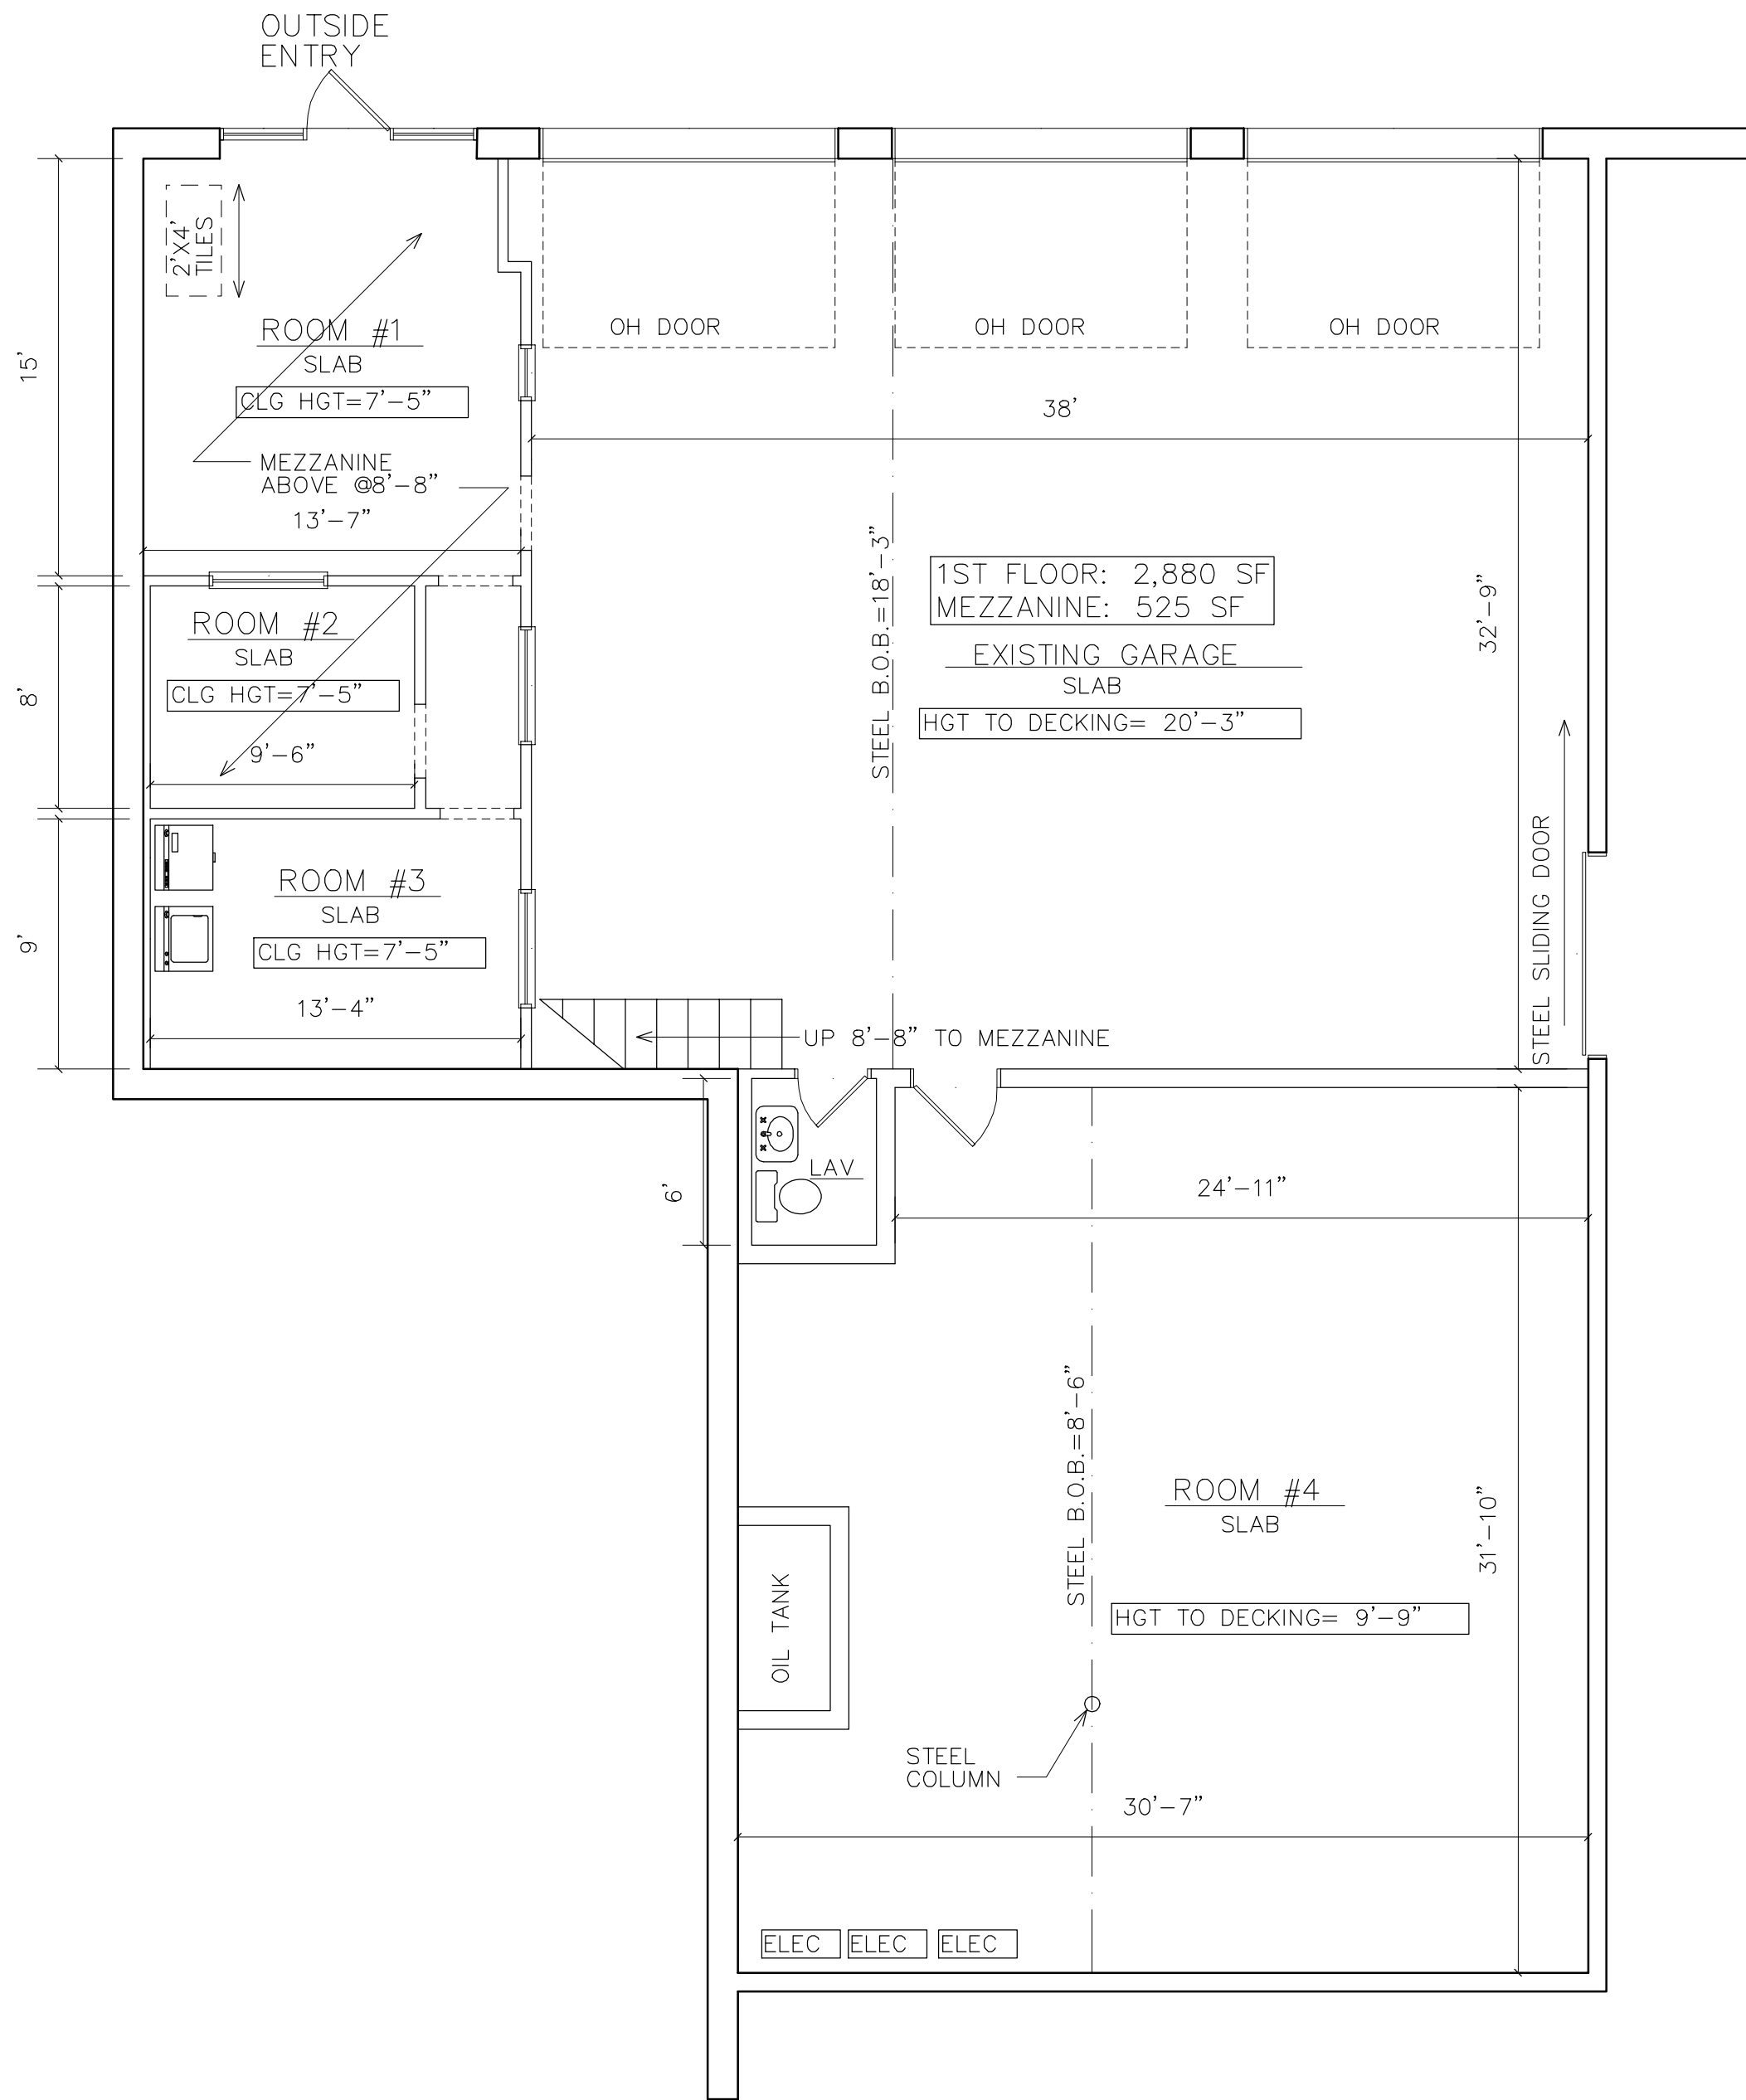 OUTSIDE
ENTRY
2'X4'
TILES
ROOM #1
SLAB
CLG HGT=7'-5"
15'
OH DOOR
OH DOOR
OH DOOR
38'
MEZZANINE
ABOVE @8'-8"
13'-7"
STEEL B.O.B.=18'-3"
1ST FLOOR: 2,880 SF
MEZZANINE: 525 SF
EXISTING GARAGE
SLAB
HGT TO DECKING= 20'-3"
32'-9"
ROOM #2
SLAB
CLG HGT=7'-5"
8'
9'-6"
STEEL SLIDING DOOR
ROOM #3
SLAB
CLG HGT=7'-5"
9'
13'-4"
UP 8'-8" TO MEZZANINE
LAV
6'
24'-11"
STEEL B.O.B.=8'-6"
ROOM #4
SLAB
31'-10"
HGT TO DECKING= 9'-9"
OIL TANK
STEEL
COLUMN
30'-7"
ELEC
ELEC
ELEC